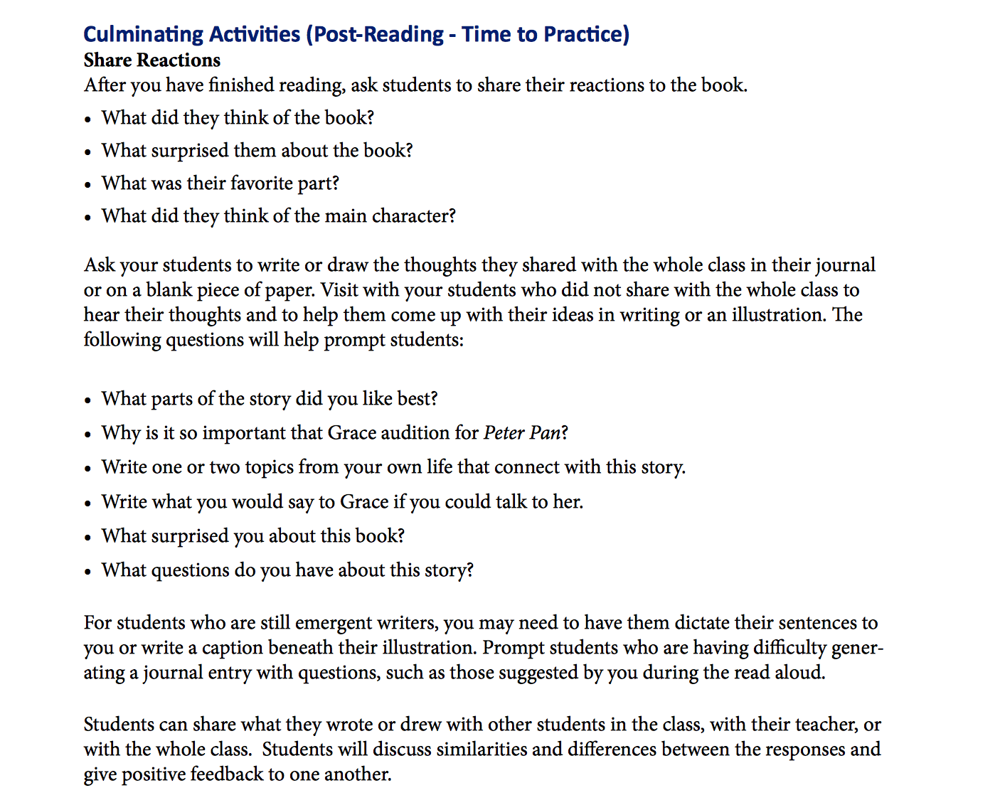 Culminating Activities (Post-Reading - Time to Practice)
Share Reactions
After you have finished reading, ask students to share their reactions to the book.
• What did they think of the book?
• What surprised them about the book?
• What was their favorite part?
• What did they think of the main character?
Ask your students to write or draw the thoughts they shared with the whole class in their journal
or on a blank piece of paper. Visit with your students who did not share with the whole class to
hear their thoughts and to help them come up with their ideas in writing or an illustration. The
following questions will help prompt students:
• What parts of the story did you like best?
• Why is it so important that Grace audition for Peter Pan?
• Write one or two topics from your own life that connect with this story.
• Write what you would say to Grace if you could talk to her.
• What surprised you about this book?
• What questions do you have about this story?
For students who are still emergent writers, you may need to have them dictate their sentences to
you or write a caption beneath their illustration. Prompt students who are having difficulty gener-
ating a journal entry with questions, such as those suggested by you during the read aloud.
Students can share what they wrote or drew with other students in the class, with their teacher, or
with the whole class.  Students will discuss similarities and differences between the responses and
give positive feedback to one another.